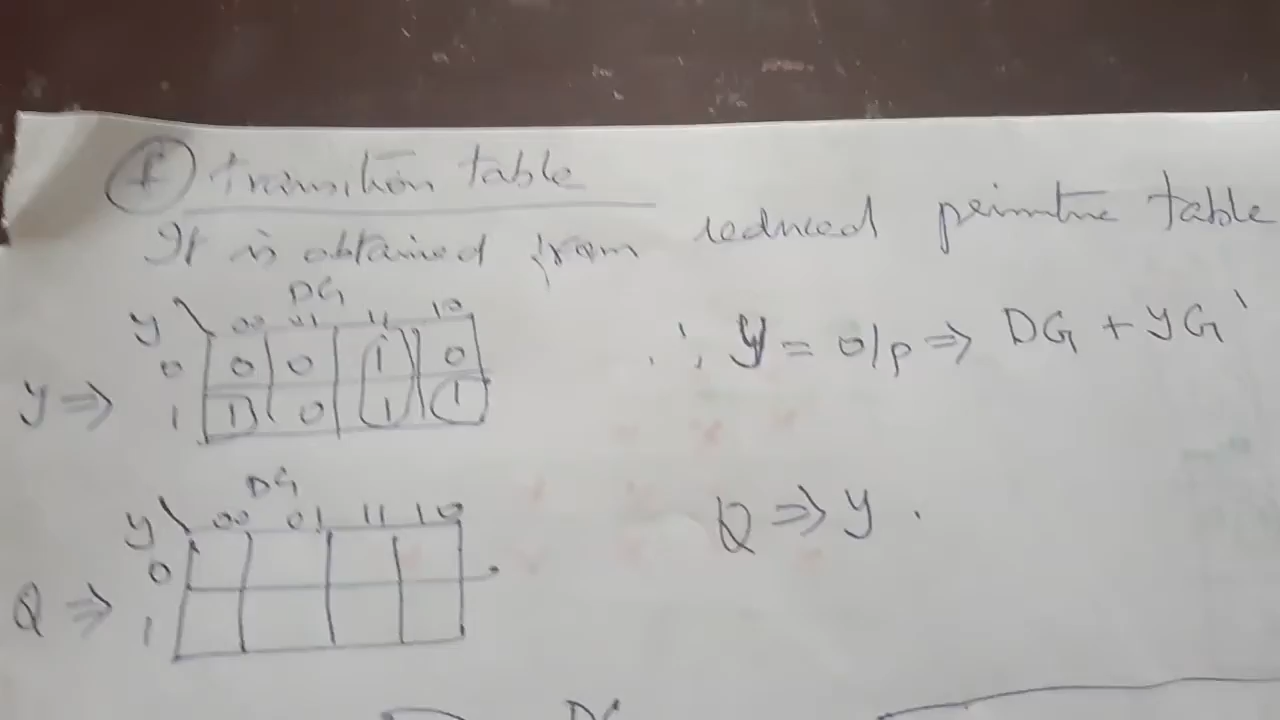 f transition table
It is obtained from reduced primitive table
DG
y 00 01 11 10
0 0 0 1 0
y ⇒ 1 1 0 1 1
∴ y = o/p ⇒ DG + yG'
DG
y 00 01 11 10
0
Q ⇒ 1
Q ⇒ y .
DG